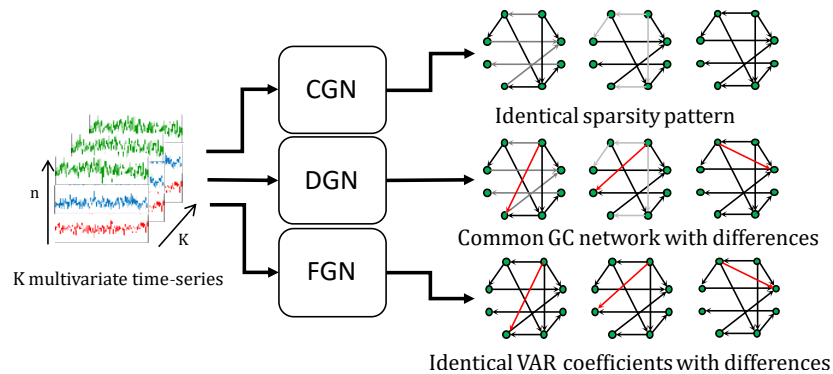 CGN
Identical sparsity pattern
DGN
n
K
Common GC network with differences
K multivariate time-series
FGN
Identical VAR coefficients with differences